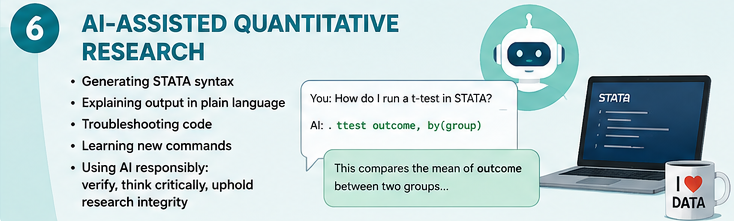 6
AI-ASSISTED QUANTITATIVE
RESEARCH
• Generating STATA syntax
• Explaining output in plain language
• Troubleshooting code
• Learning new commands
• Using AI responsibly:
verify, think critically, uphold
research integrity
You: How do I run a t-test in STATA?
AI: . ttest outcome, by(group)
This compares the mean of outcome
between two groups...
STATA
I ❤ 
DATA